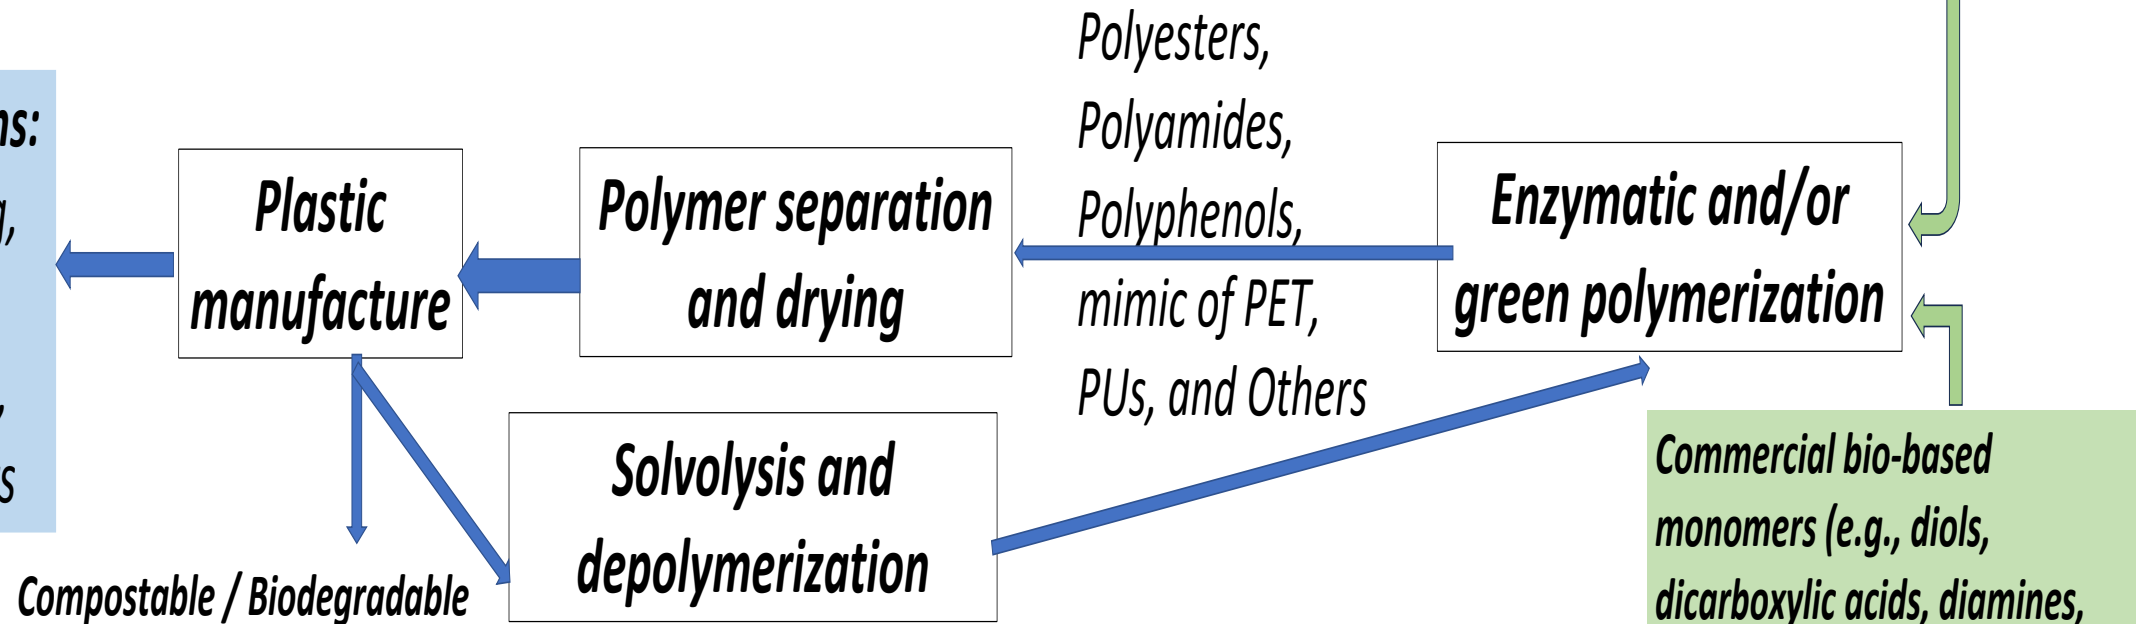 Polyesters,
Polyamides,
Polyphenols,
mimic of PET,
PUs, and Others
Plastic
manufacture
Polymer separation
and drying
Enzymatic and/or
green polymerization
Solvolysis and
depolymerization
Compostable / Biodegradable
Commercial bio-based
monomers (e.g., diols,
dicarboxylic acids, diamines,